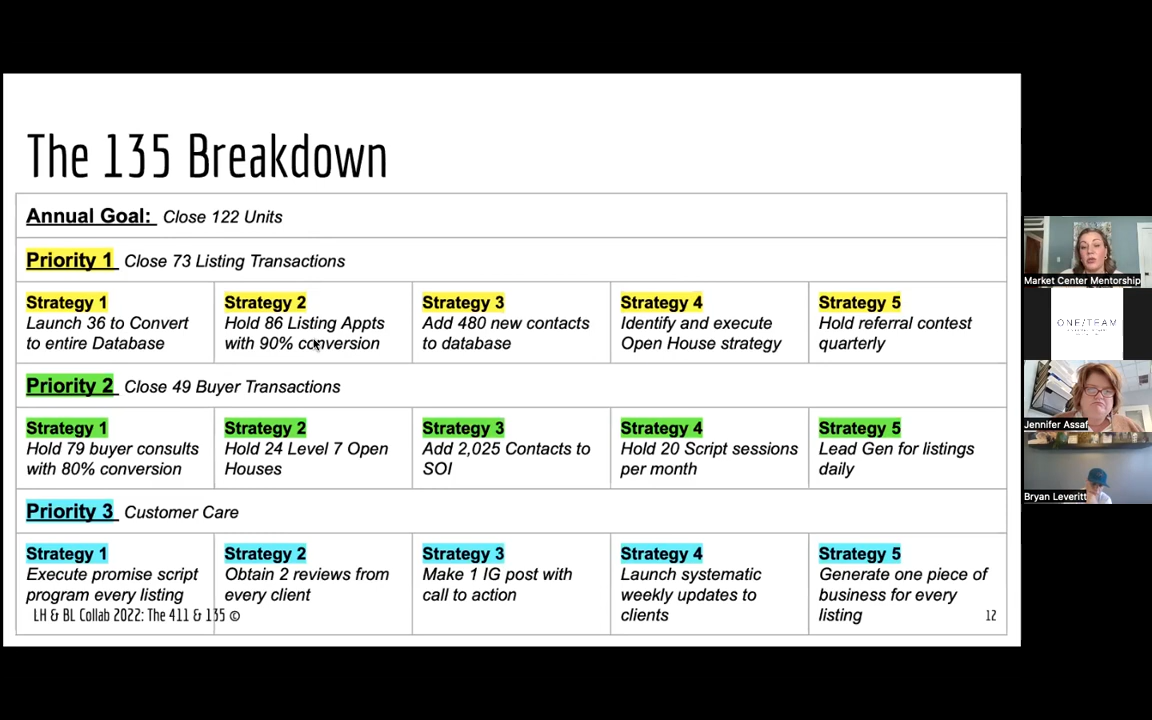 The 135 Breakdown
Annual Goal: Close 122 Units
Priority 1 Close 73 Listing Transactions
Strategy 1
Launch 36 to Convert
to entire Database
Strategy 2
Hold 86 Listing Appts
with 90% conversion
Strategy 3
Add 480 new contacts
to database
Strategy 4
Identify and execute
Open House strategy
Strategy 5
Hold referral contest
quarterly
Priority 2 Close 49 Buyer Transactions
Strategy 1
Hold 79 buyer consults
with 80% conversion
Strategy 2
Hold 24 Level 7 Open
Houses
Strategy 3
Add 2,025 Contacts to
SOI
Strategy 4
Hold 20 Script sessions
per month
Strategy 5
Lead Gen for listings
daily
Priority 3 Customer Care
Strategy 1
Execute promise script
program every listing
Strategy 2
Obtain 2 reviews from
every client
Strategy 3
Make 1 IG post with
call to action
Strategy 4
Launch systematic
weekly updates to
clients
Strategy 5
Generate one piece of
business for every
listing
LH & BL Collab 2022: The 411 & 135 ©
12
Market Center Mentorship
ONE/TEAM
Jennifer Assaf
Bryan Leveritt